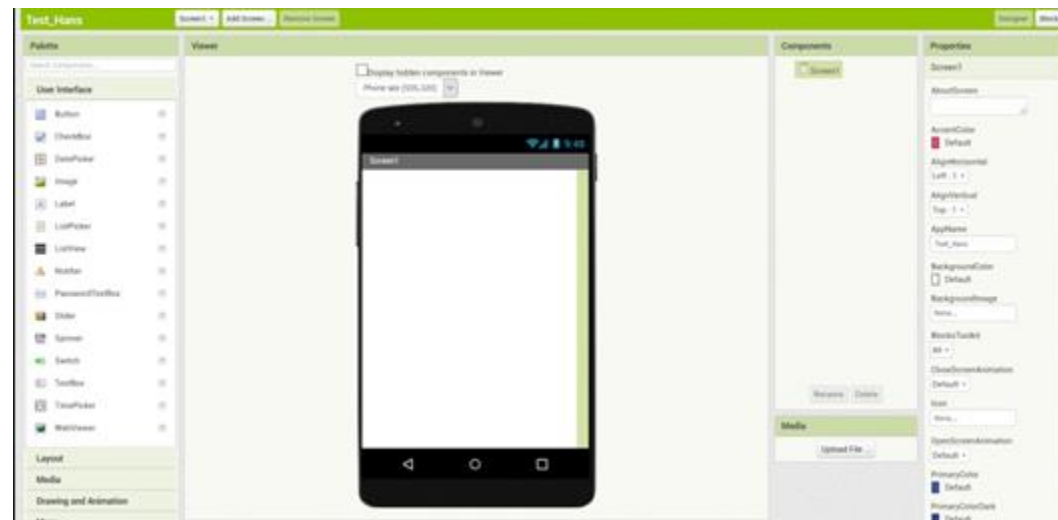 Test_Hans
Screen1
Add Screen ...
Remove Screen
Designer
Palette
Viewer
Components
Properties
Search Components...
User Interface
Button
CheckBox
DatePicker
Image
Label
ListPicker
ListView
Notifier
PasswordTextBox
Slider
Spinner
Switch
TextBox
TimePicker
WebViewer
Layout
Media
Drawing and Animation
Display hidden components in Viewer
Phone size (505,320)
9:48
Screen1
Screen1
Rename
Delete
Media
Upload File ...
Screen1
AboutScreen
AccentColor
Default
AlignHorizontal
Left : 1
AlignVertical
Top : 1
AppName
Test_Hans
BackgroundColor
Default
BackgroundImage
None...
BlocksToolkit
All
CloseScreenAnimation
Default
Icon
None...
OpenScreenAnimation
Default
PrimaryColor
Default
PrimaryColorDark
Default